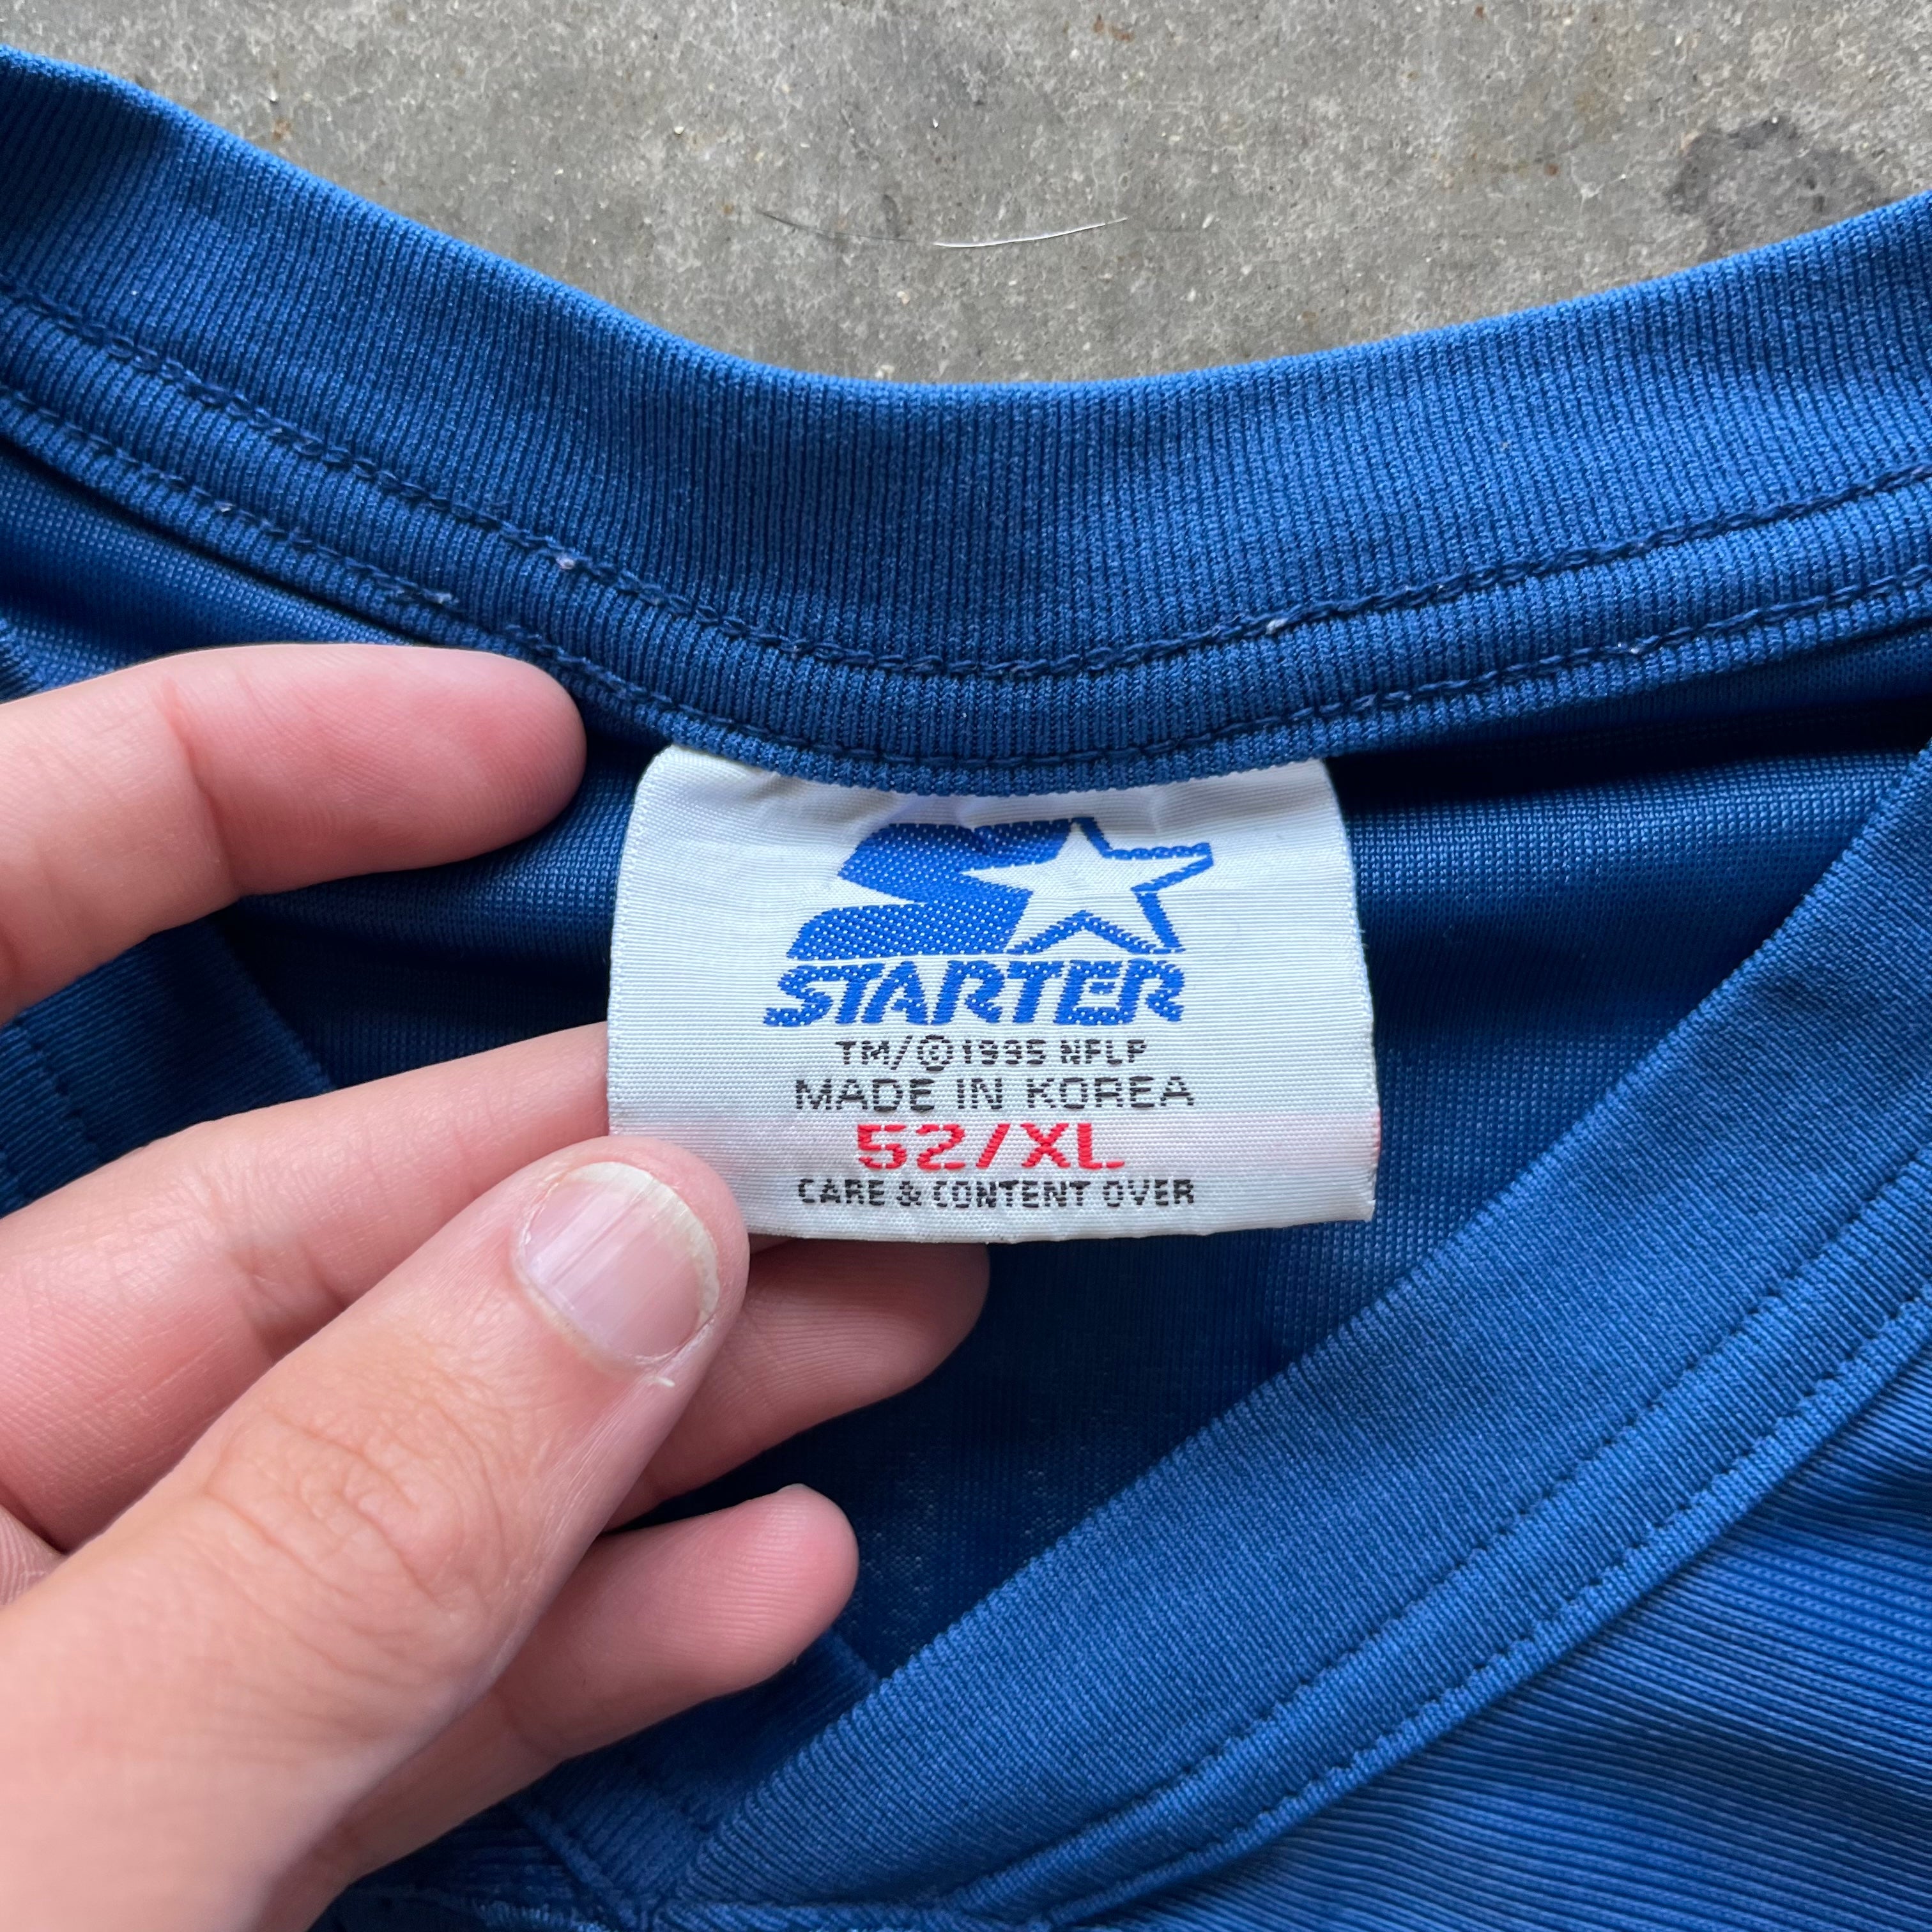 STARTER
TM/©1995 NFLP
MADE IN KOREA
52/XL
CARE & CONTENT OVER